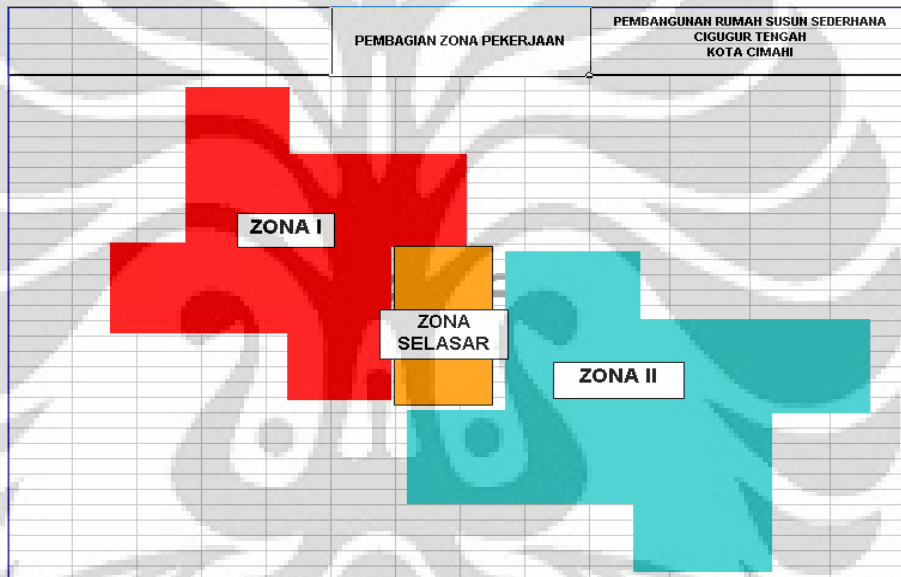 PEMBAGIAN ZONA PEKERJAAN
PEMBANGUNAN RUMAH SUSUN SEDERHANA
CIGUGUR TENGAH
KOTA CIMAHI
ZONA I
ZONA
SELASAR
ZONA II